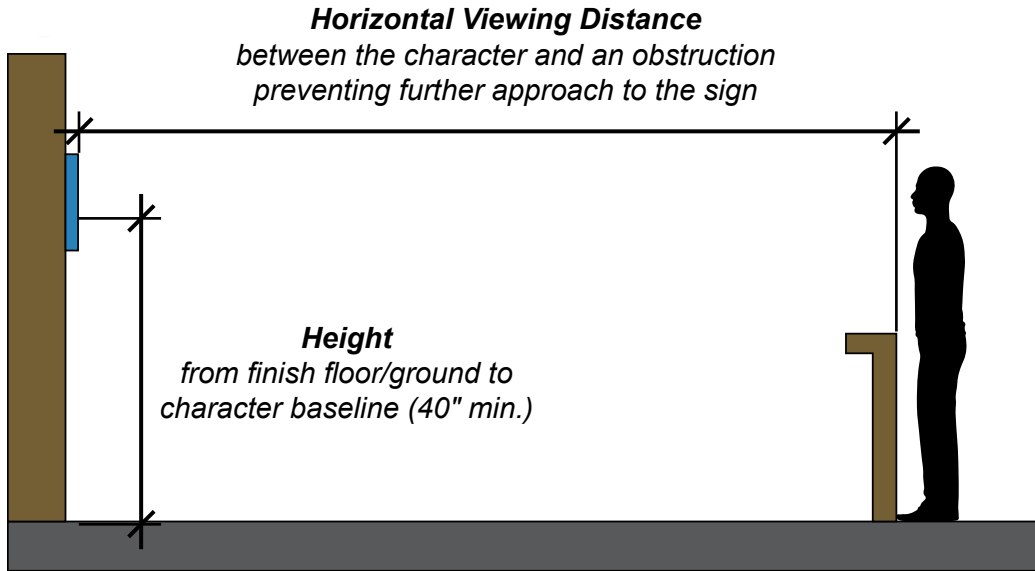 Horizontal Viewing Distance
between the character and an obstruction
preventing further approach to the sign
Height
from finish floor/ground to
character baseline (40" min.)